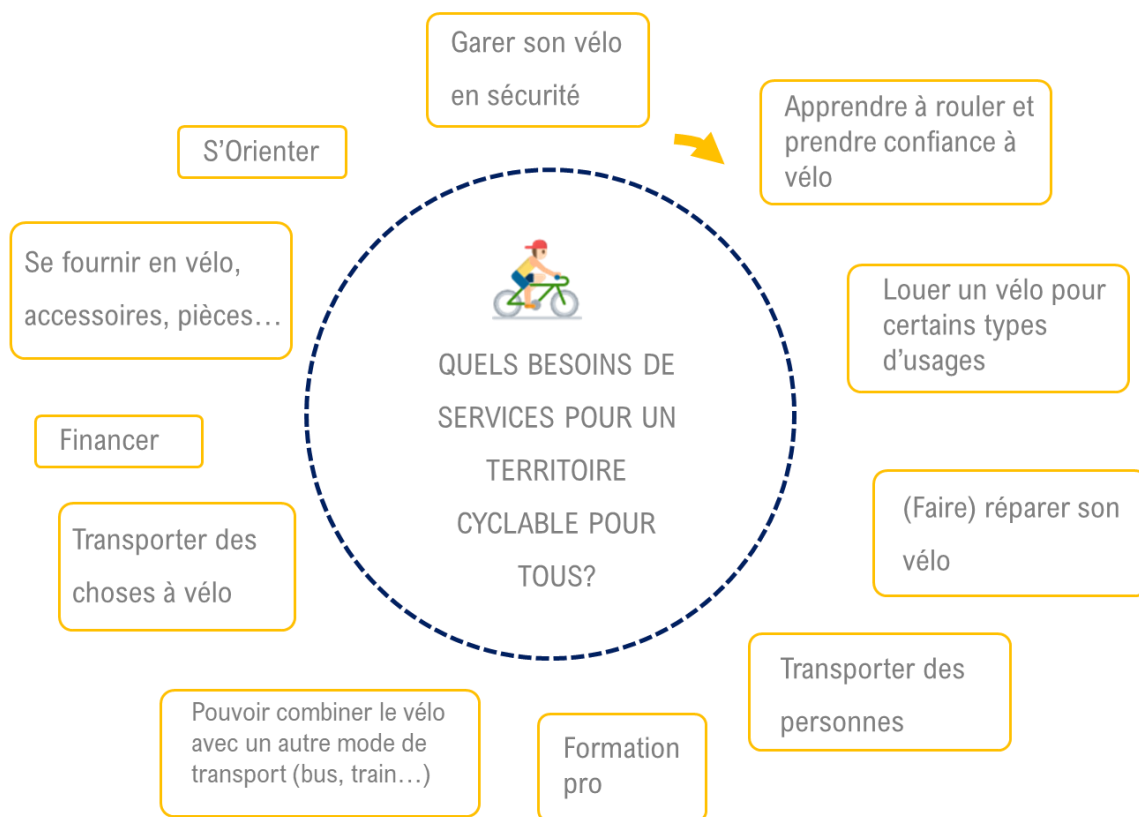 Garer son vélo
en sécurité
Apprendre à rouler et
prendre confiance à
vélo
Louer un vélo pour
certains types
d'usages
(Faire) réparer son
vélo
Transporter des
personnes
Formation
pro
Pouvoir combiner le vélo
avec un autre mode de
transport (bus, train…)
Transporter des
choses à vélo
Financer
Se fournir en vélo,
accessoires, pièces…
S'Orienter
QUELS BESOINS DE
SERVICES POUR UN
TERRITOIRE
CYCLABLE POUR
TOUS?